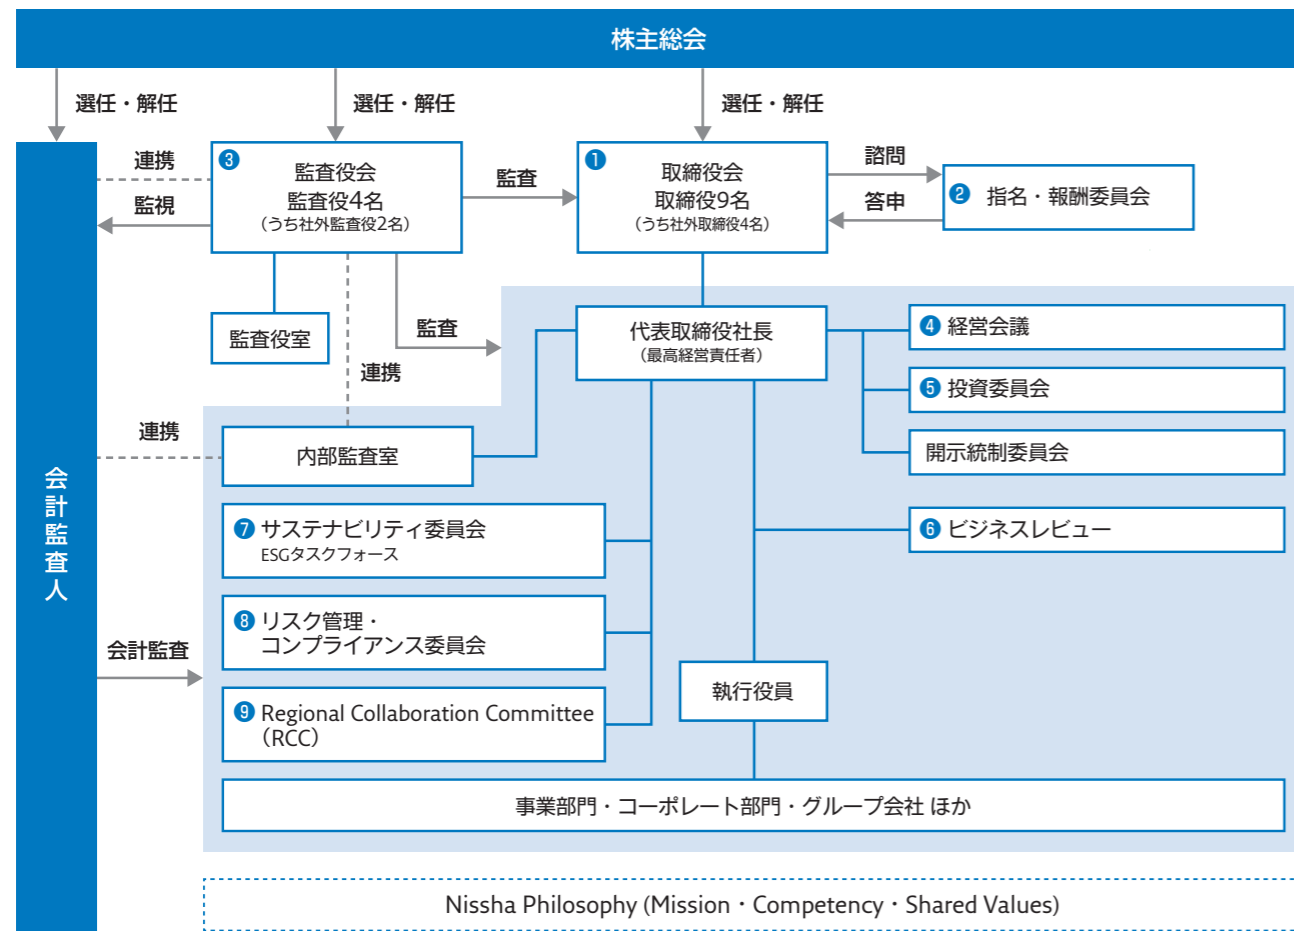 株主総会
選任・解任
選任・解任
選任・解任
連携
監視
❸
監査役会
監査役4名
(うち社外監査役2名)
監査
❶
取締役会
取締役9名
(うち社外取締役4名)
諮問
答申
❷ 指名・報酬委員会
監査役室
監査
連携
代表取締役社長
(最高経営責任者)
❹ 経営会議
❺ 投資委員会
開示統制委員会
連携
内部監査室
会計監査人
❼ サステナビリティ委員会
ESGタスクフォース
❻ ビジネスレビュー
❽ リスク管理・
コンプライアンス委員会
会計監査
執行役員
❾ Regional Collaboration Committee
(RCC)
事業部門・コーポレート部門・グループ会社 ほか
Nissha Philosophy (Mission・Competency・Shared Values)